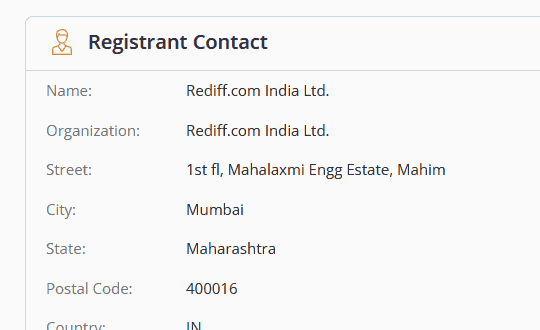 Registrant Contact
Name: Rediff.com India Ltd.
Organization: Rediff.com India Ltd.
Street: 1st fl, Mahalaxmi Engg Estate, Mahim
City: Mumbai
State: Maharashtra
Postal Code: 400016
Country: IN